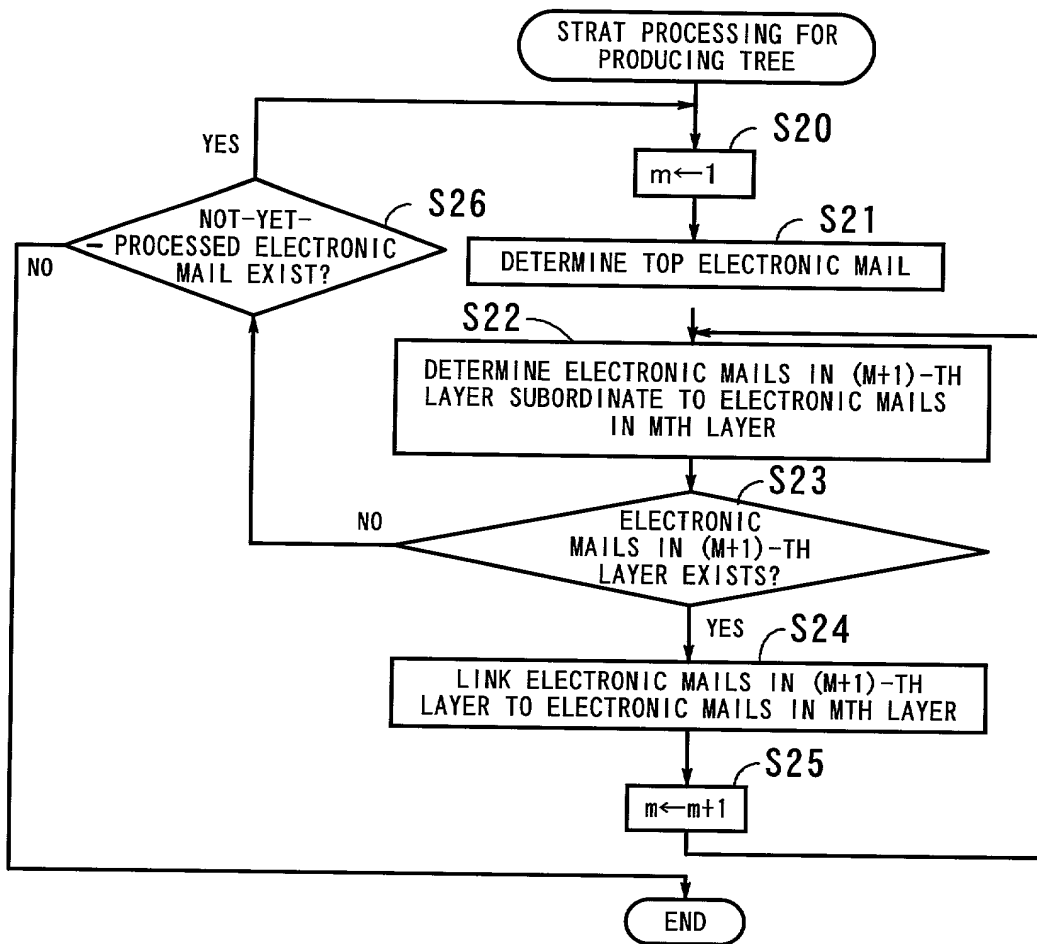 STRAT PROCESSING FOR
PRODUCING TREE
S20
m←1
YES
S26
NOT-YET-
PROCESSED ELECTRONIC
MAIL EXIST?
NO
S21
DETERMINE TOP ELECTRONIC MAIL
S22
DETERMINE ELECTRONIC MAILS IN (M+1)-TH
LAYER SUBORDINATE TO ELECTRONIC MAILS
IN MTH LAYER
S23
NO
ELECTRONIC
MAILS IN (M+1)-TH
LAYER EXISTS?
YES
S24
LINK ELECTRONIC MAILS IN (M+1)-TH
LAYER TO ELECTRONIC MAILS IN MTH LAYER
S25
m←m+1
END